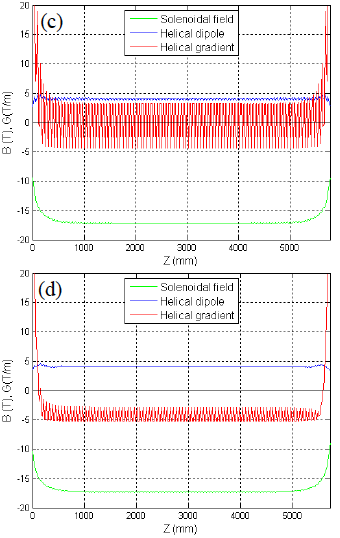 (c)
Solenoidal field
Helical dipole
Helical gradient
B (T), G(T/m)
20
15
10
5
0
-5
-10
-15
-20
0 1000 2000 3000 4000 5000
Z (mm)
(d)
Solenoidal field
Helical dipole
Helical gradient
B (T), G(T/m)
20
15
10
5
0
-5
-10
-15
-20
0 1000 2000 3000 4000 5000
Z (mm)